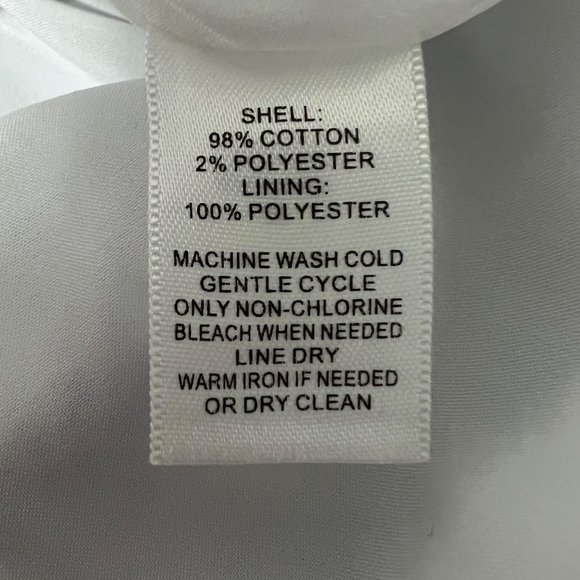 SHELL:
98% COTTON
2% POLYESTER
LINING:
100% POLYESTER
MACHINE WASH COLD
GENTLE CYCLE
ONLY NON-CHLORINE
BLEACH WHEN NEEDED
LINE DRY
WARM IRON IF NEEDED
OR DRY CLEAN